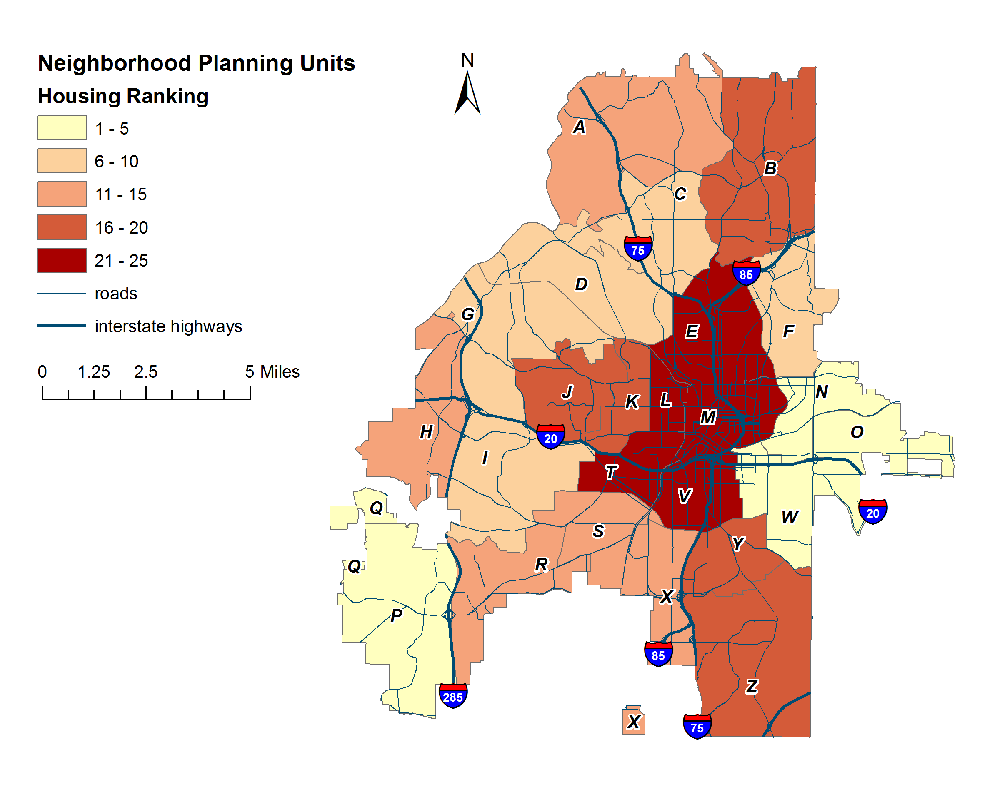 Neighborhood Planning Units
Housing Ranking
1 - 5
6 - 10
11 - 15
16 - 20
21 - 25
roads
interstate highways
0 1.25 2.5 5 Miles
N
A
B
C
75
85
D
G
E
F
J
K
L
M
N
H
20
O
I
T
V
Q
W
20
S
Y
Q
R
X
P
85
Z
285
X
75